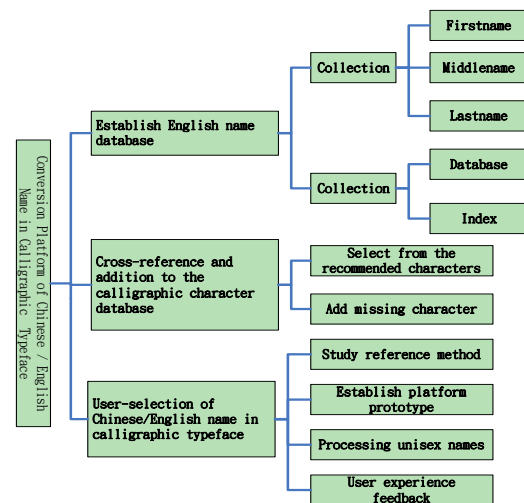 Conversion Platform of Chinese / English
Name in Calligraphic Typeface
Establish English name
database
Collection
Firstname
Middlename
Lastname
Collection
Database
Index
Cross-reference and
addition to the
calligraphic character
database
Select from the
recommended characters
Add missing character
User-selection of
Chinese/English name in
calligraphic typeface
Study reference method
Establish platform
prototype
Processing unisex names
User experience
feedback